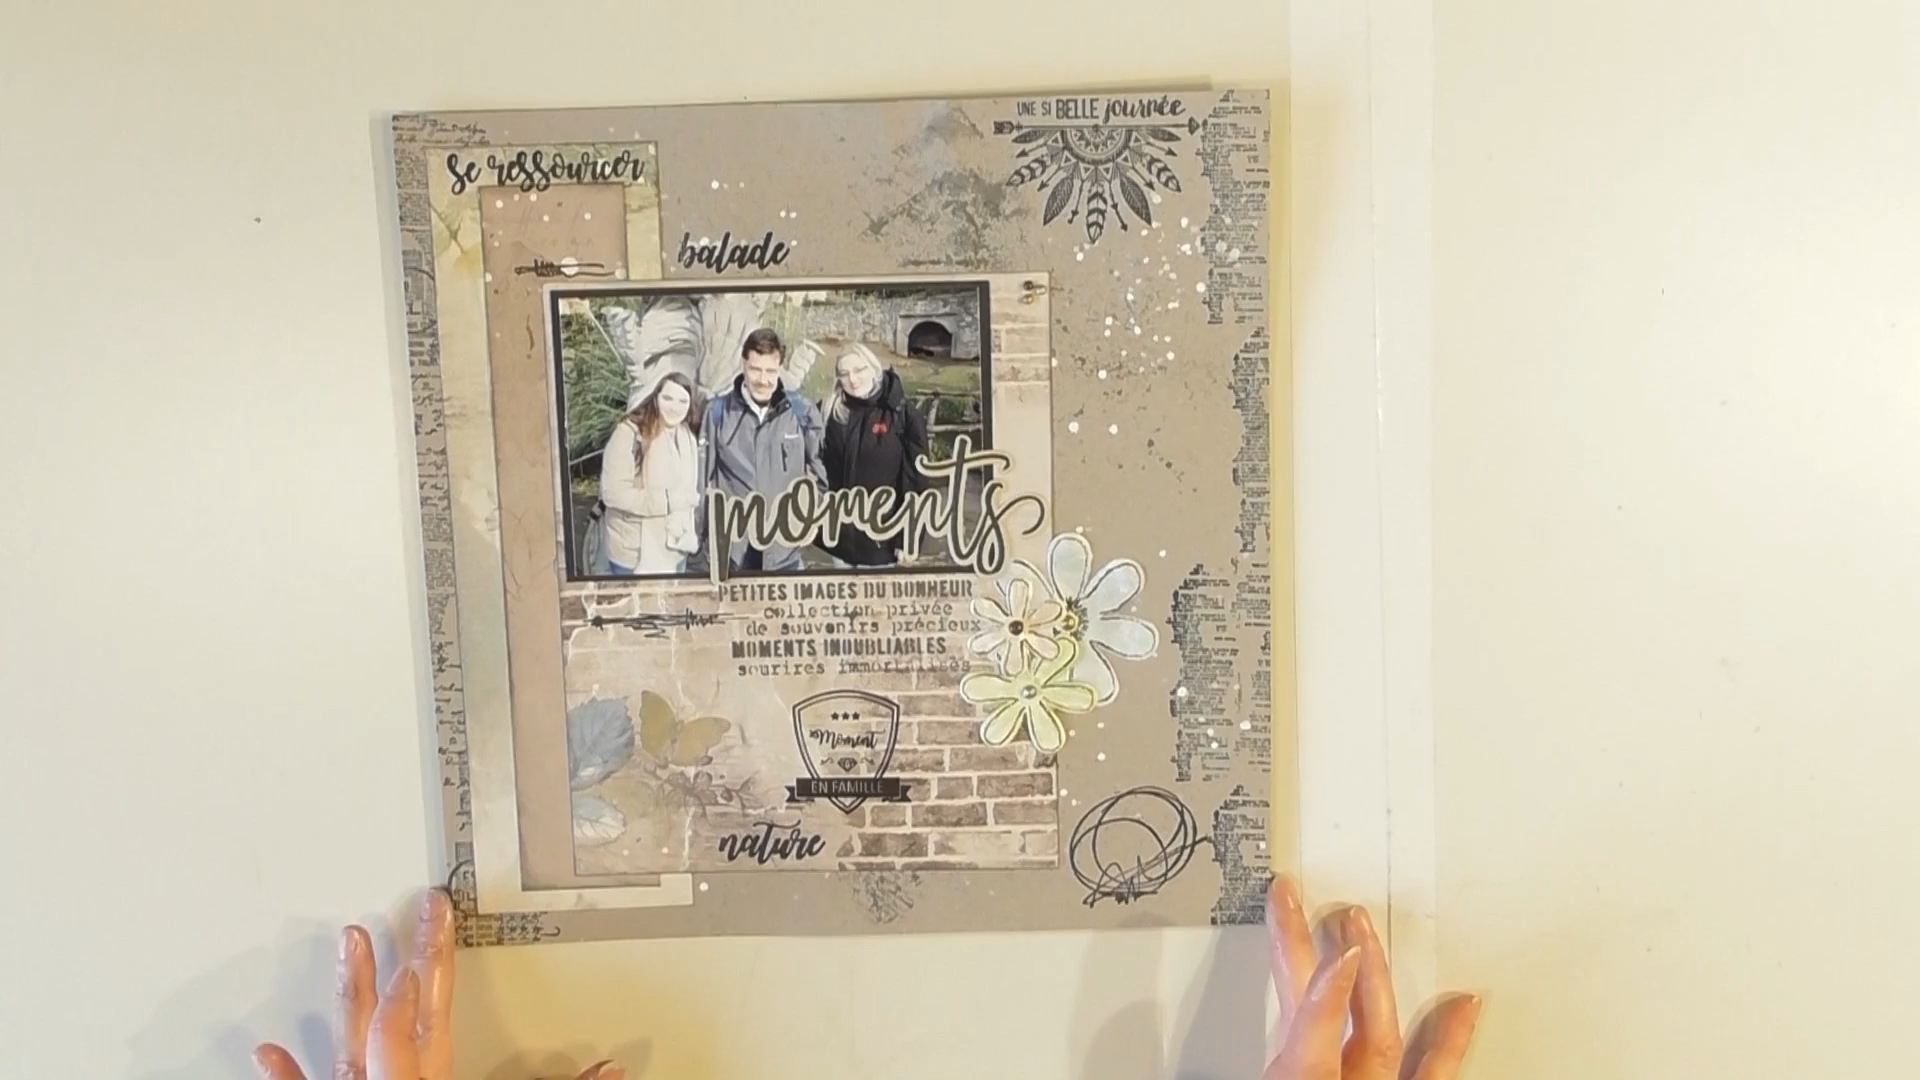 UNE SI BELLE journée
se ressourcer
balade
moments
PETITES IMAGES DU BONHEUR
collection privée
de souvenirs précieux
MOMENTS INOUBLIABLES
sourires immortalisés
Moment
EN FAMILLE
nature